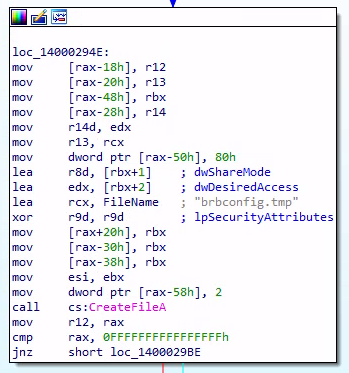 loc_14000294E:
mov [rax-18h], r12
mov [rax-20h], r13
mov [rax-48h], rbx
mov [rax-28h], r14
mov r14d, edx
mov r13, rcx
mov dword ptr [rax-50h], 80h
lea r8d, [rbx+1] ; dwShareMode
lea edx, [rbx+2] ; dwDesiredAccess
lea rcx, FileName ; "brbconfig.tmp"
xor r9d, r9d ; lpSecurityAttributes
mov [rax+20h], rbx
mov [rax-30h], rbx
mov [rax-38h], rbx
mov esi, ebx
mov dword ptr [rax-58h], 2
call cs:CreateFileA
mov r12, rax
cmp rax, 0FFFFFFFFFFFFFFFFh
jnz short loc_1400029BE